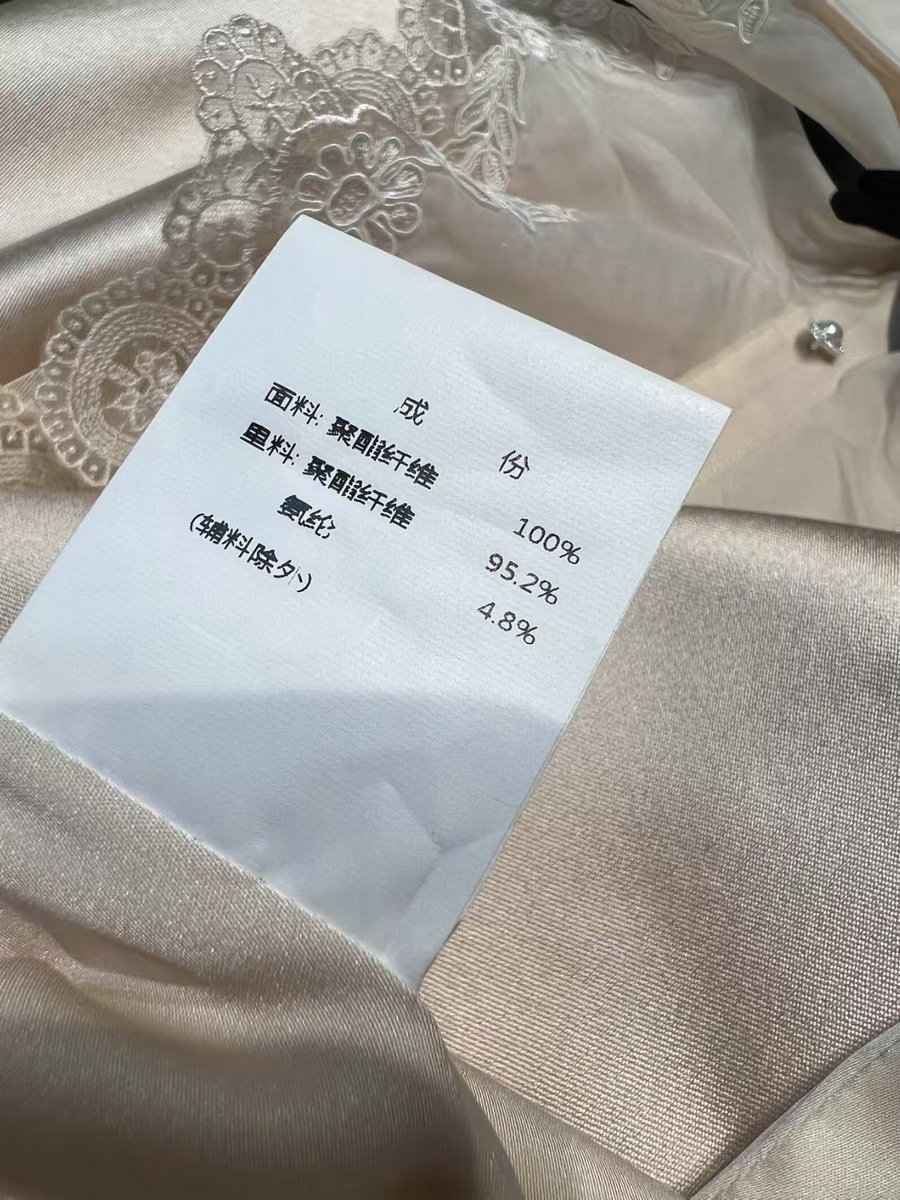 成 份
面料: 聚酯纤维 100%
里料: 聚酯纤维 95.2%
氨纶 4.8%
(辅料除外)